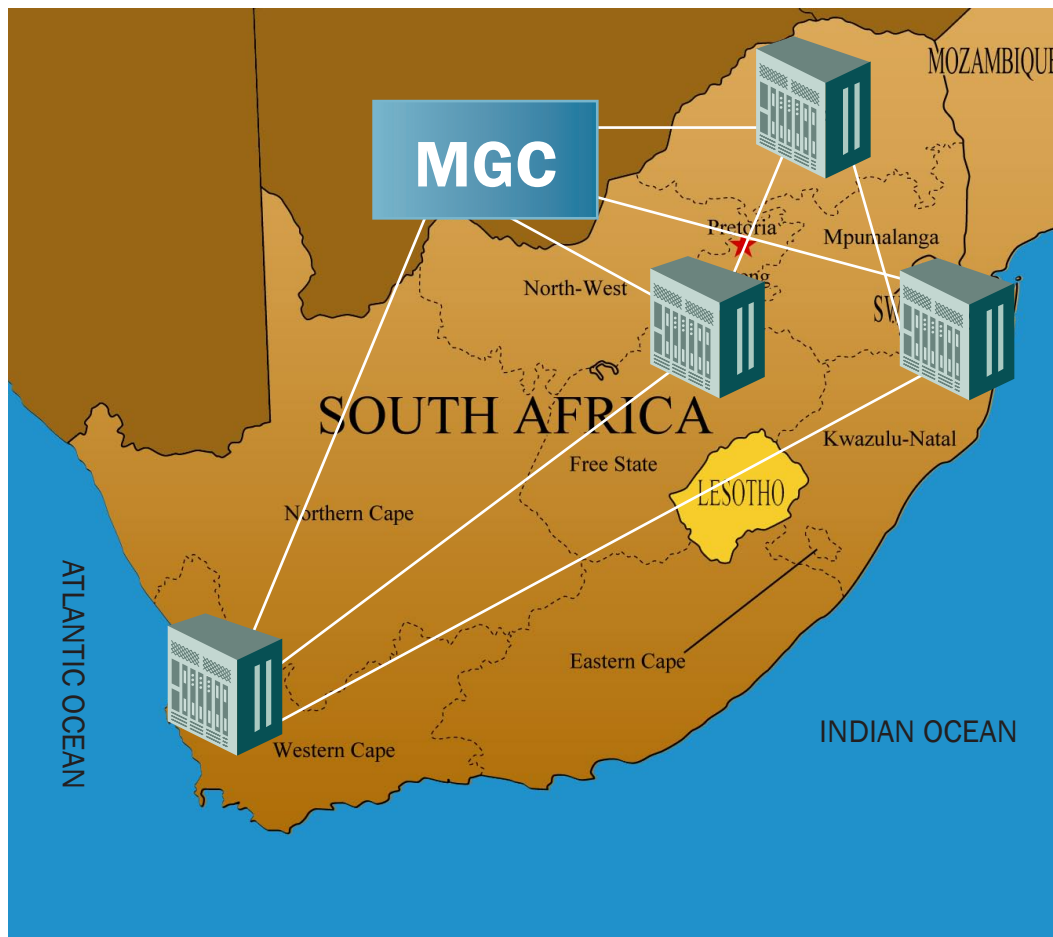 MOZAMBIQUE
MGC
Pretoria
Mpumalanga
North-West
SOUTH AFRICA
Kwazulu-Natal
Free State
LESOTHO
Northern Cape
ATLANTIC OCEAN
Eastern Cape
INDIAN OCEAN
Western Cape